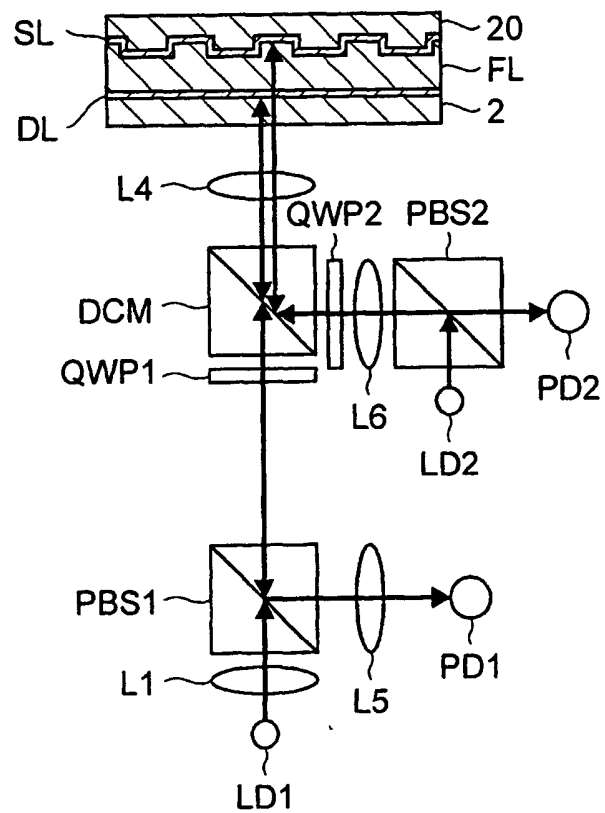 SL
20
FL
DL
2
L4
QWP2
PBS2
DCM
QWP1
L6
PD2
LD2
PBS1
L5
PD1
L1
LD1